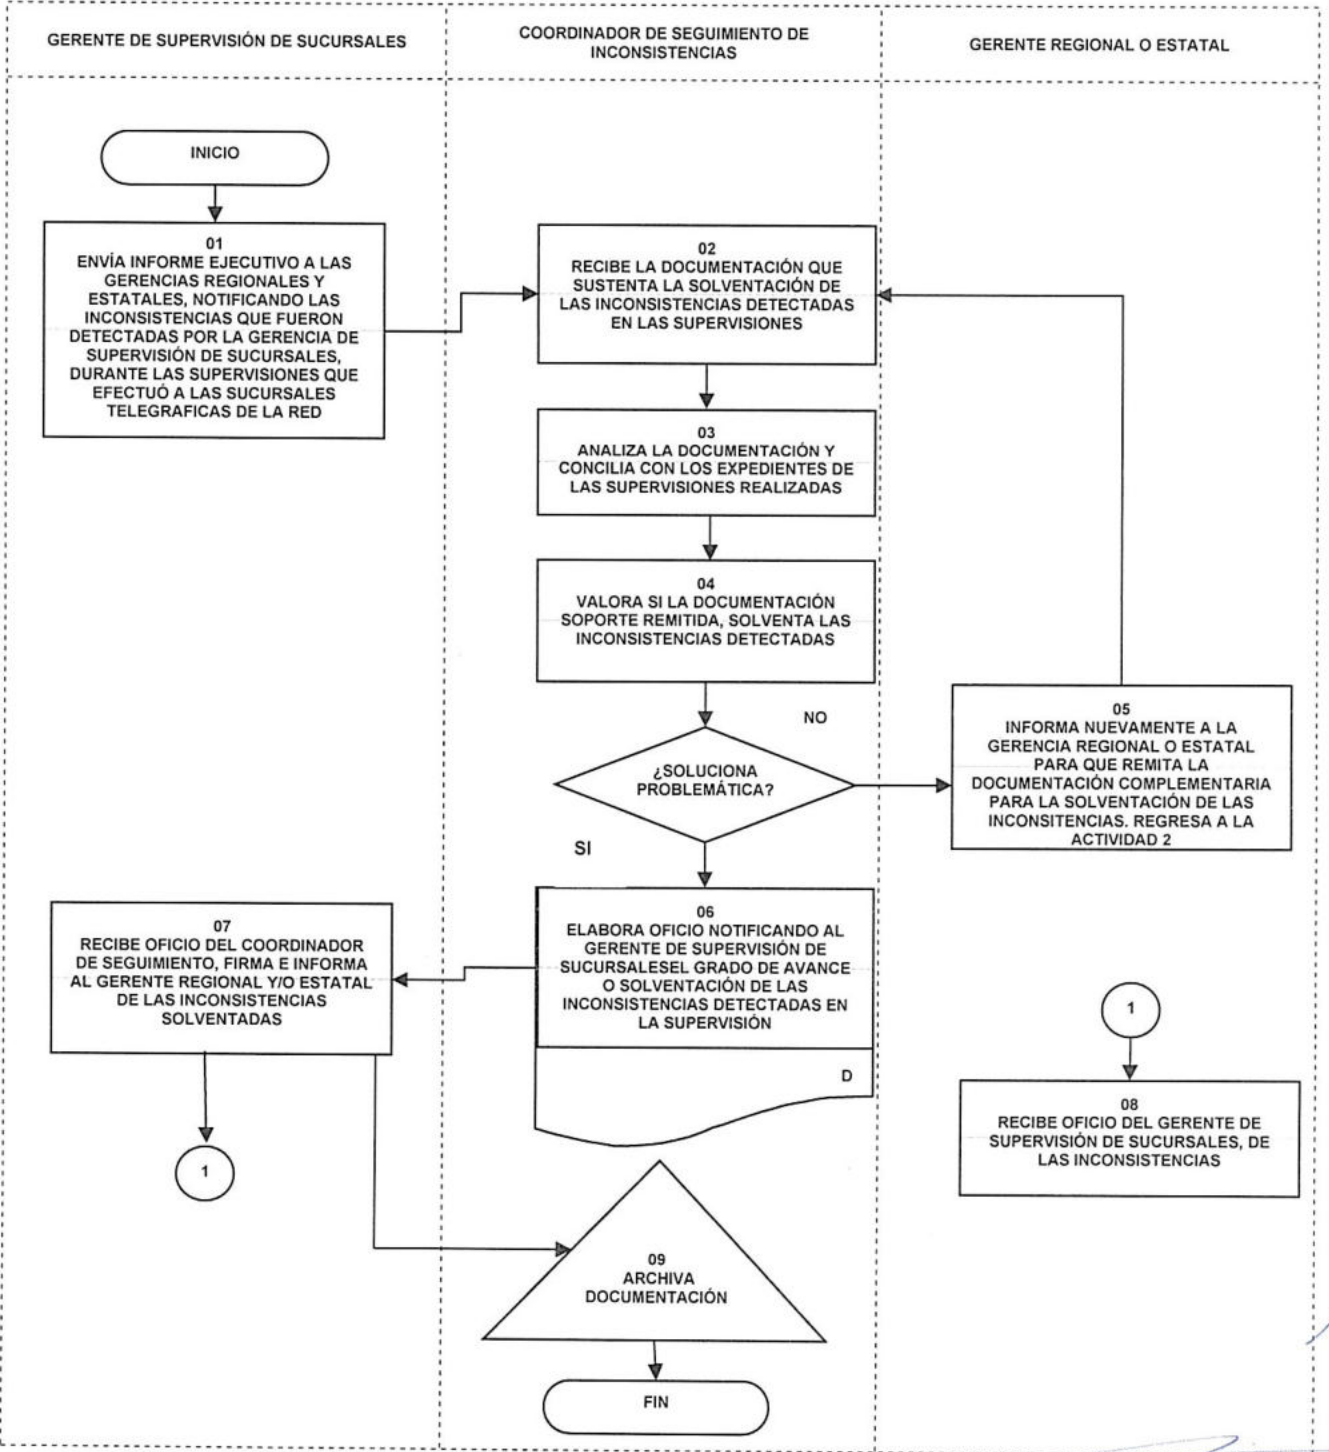 GERENTE DE SUPERVISIÓN DE SUCURSALES
COORDINADOR DE SEGUIMIENTO DE
INCONSISTENCIAS
GERENTE REGIONAL O ESTATAL
INICIO
01
ENVÍA INFORME EJECUTIVO A LAS
GERENCIAS REGIONALES Y
ESTATALES, NOTIFICANDO LAS
INCONSISTENCIAS QUE FUERON
DETECTADAS POR LA GERENCIA DE
SUPERVISIÓN DE SUCURSALES,
DURANTE LAS SUPERVISIONES QUE
EFECTUÓ A LAS SUCURSALES
TELEGRAFICAS DE LA RED
02
RECIBE LA DOCUMENTACIÓN QUE
SUSTENTA LA SOLVENTACIÓN DE
LAS INCONSISTENCIAS DETECTADAS
EN LAS SUPERVISIONES
03
ANALIZA LA DOCUMENTACIÓN Y
CONCILIA CON LOS EXPEDIENTES DE
LAS SUPERVISIONES REALIZADAS
04
VALORA SI LA DOCUMENTACIÓN
SOPORTE REMITIDA, SOLVENTA LAS
INCONSISTENCIAS DETECTADAS
NO
¿SOLUCIONA
PROBLEMÁTICA?
05
INFORMA NUEVAMENTE A LA
GERENCIA REGIONAL O ESTATAL
PARA QUE REMITA LA
DOCUMENTACIÓN COMPLEMENTARIA
PARA LA SOLVENTACIÓN DE LAS
INCONSITENCIAS. REGRESA A LA
ACTIVIDAD 2
SI
06
ELABORA OFICIO NOTIFICANDO AL
GERENTE DE SUPERVISIÓN DE
SUCURSALESEL GRADO DE AVANCE
O SOLVENTACIÓN DE LAS
INCONSISTENCIAS DETECTADAS EN
LA SUPERVISIÓN
D
07
RECIBE OFICIO DEL COORDINADOR
DE SEGUIMIENTO, FIRMA E INFORMA
AL GERENTE REGIONAL Y/O ESTATAL
DE LAS INCONSISTENCIAS
SOLVENTADAS
1
1
08
RECIBE OFICIO DEL GERENTE DE
SUPERVISIÓN DE SUCURSALES, DE
LAS INCONSISTENCIAS
09
ARCHIVA
DOCUMENTACIÓN
FIN